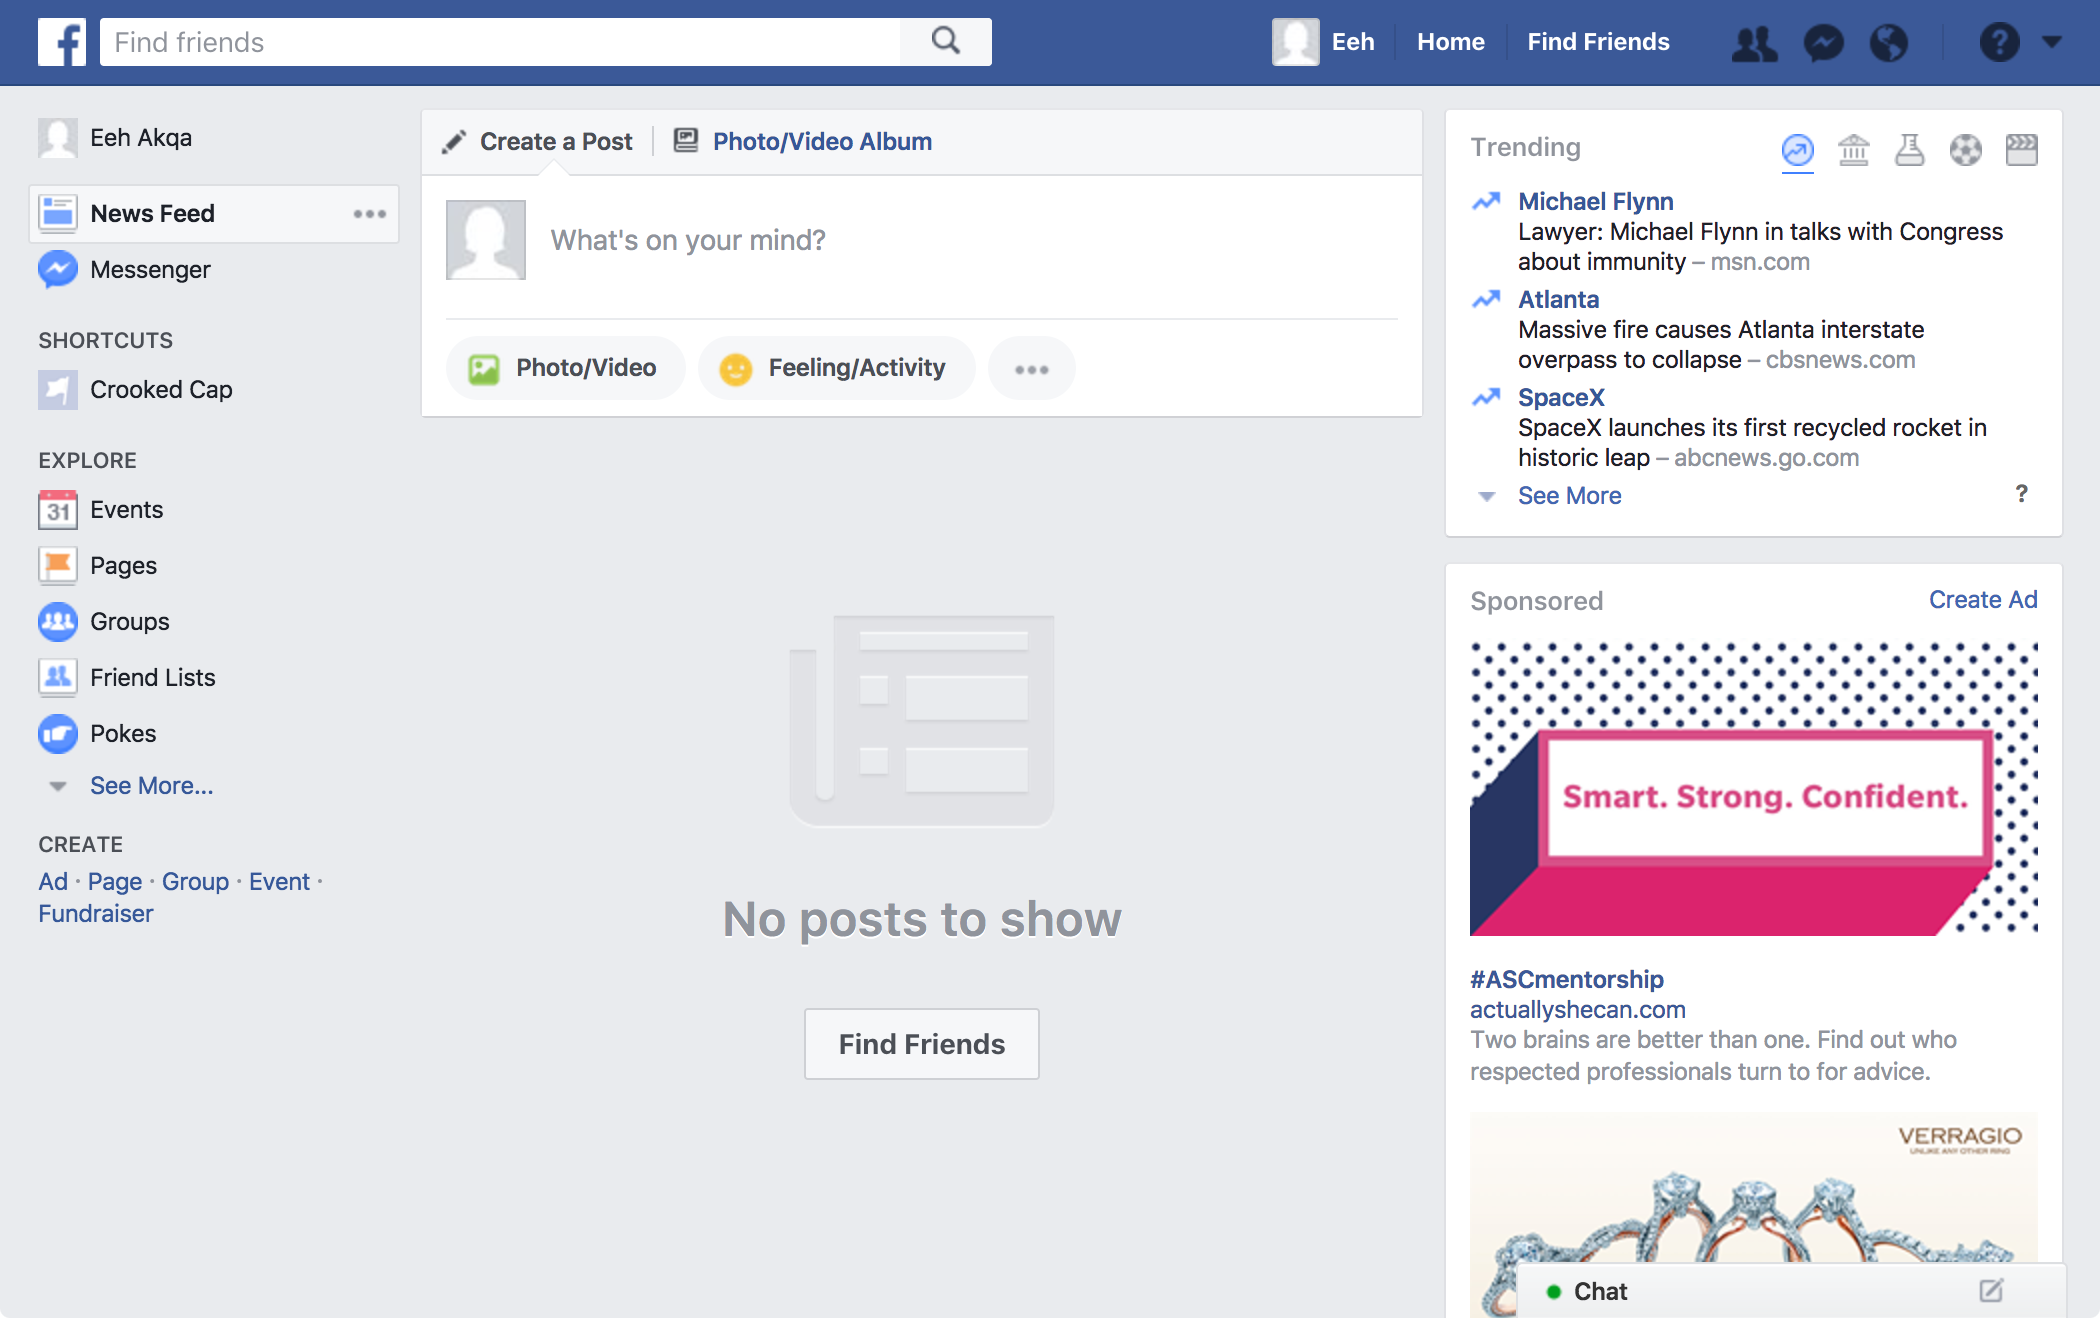 f
Find friends
Eeh
Home
Find Friends
?
Eeh Akqa
News Feed
Messenger
SHORTCUTS
Crooked Cap
EXPLORE
31 Events
Pages
Groups
Friend Lists
Pokes
See More...
CREATE
Ad · Page · Group · Event ·
Fundraiser
Create a Post
Photo/Video Album
What's on your mind?
Photo/Video
Feeling/Activity
No posts to show
Find Friends
Trending
Michael Flynn
Lawyer: Michael Flynn in talks with Congress
about immunity – msn.com
Atlanta
Massive fire causes Atlanta interstate
overpass to collapse – cbsnews.com
SpaceX
SpaceX launches its first recycled rocket in
historic leap – abcnews.go.com
See More
?
Sponsored
Create Ad
Smart. Strong. Confident.
#ASCmentorship
actuallyshecan.com
Two brains are better than one. Find out who
respected professionals turn to for advice.
VERRAGIO
UNLIKE ANY OTHER RING
Chat